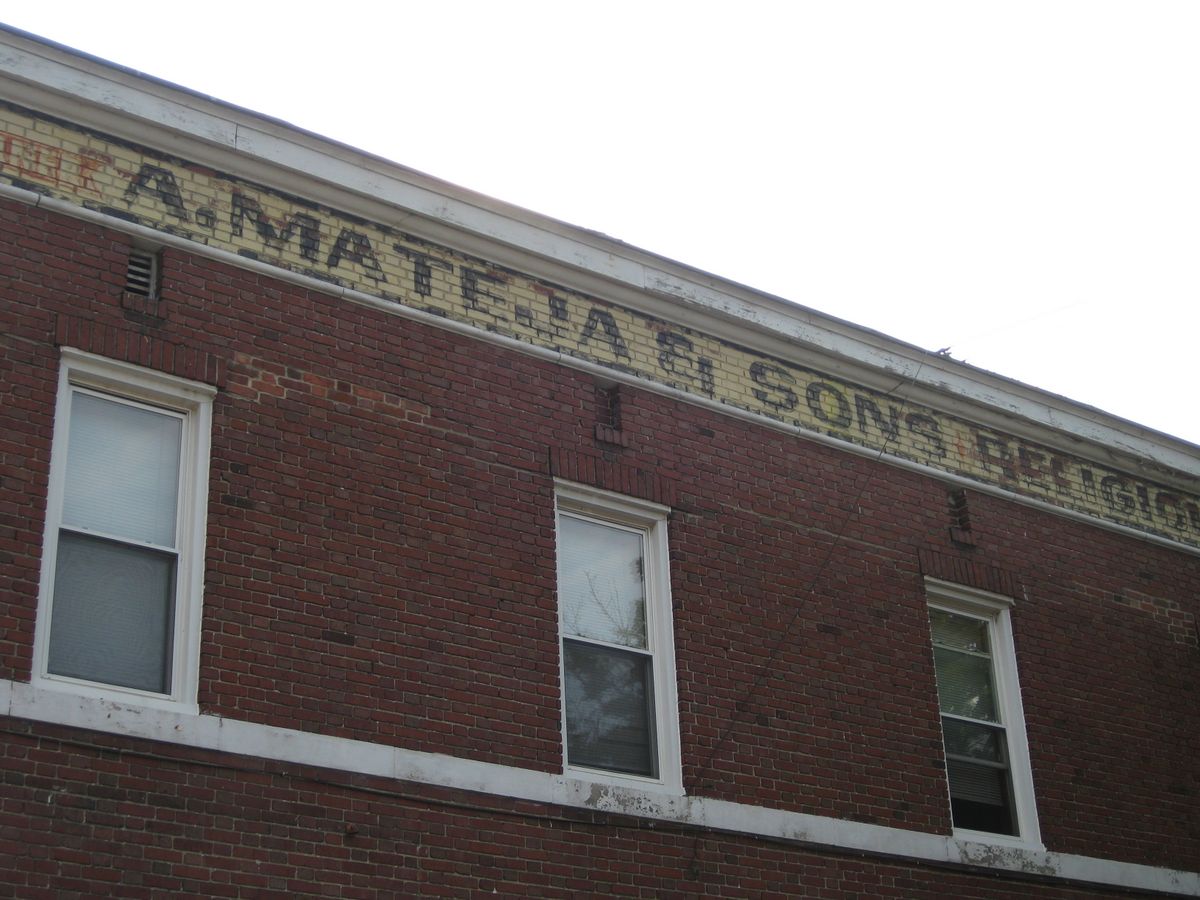 A. MATEJA & SONS RELIGIO